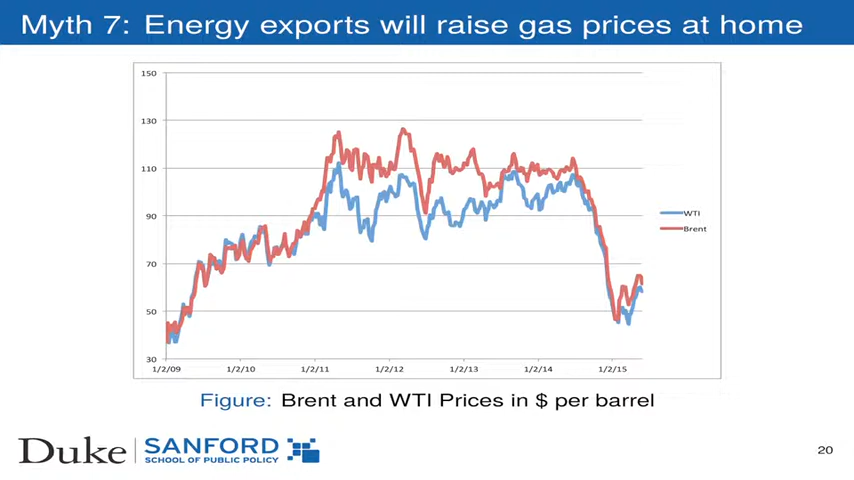 Myth 7: Energy exports will raise gas prices at home
150
130
110
90
70
50
30
1/2/09 1/2/10 1/2/11 1/2/12 1/2/13 1/2/14 1/2/15
WTI
Brent
Figure: Brent and WTI Prices in $ per barrel
Duke SANFORD
SCHOOL OF PUBLIC POLICY
20